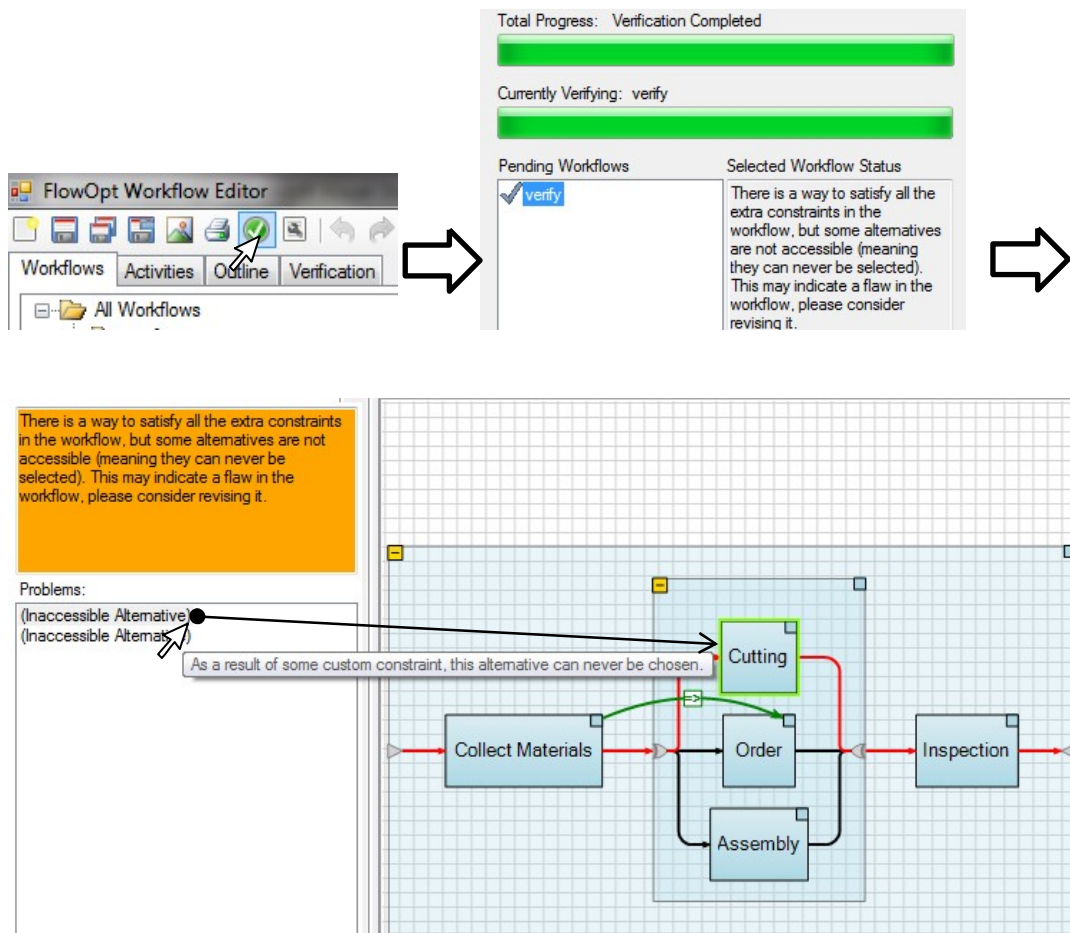 Total Progress: Verification Completed
Currently Verifying: verify
Pending Workflows
verify
Selected Workflow Status
There is a way to satisfy all the
extra constraints in the
workflow, but some alternatives
are not accessible (meaning
they can never be selected).
This may indicate a flaw in the
workflow, please consider
revising it.
FlowOpt Workflow Editor
Workflows Activities Outline Verification
All Workflows
There is a way to satisfy all the extra constraints
in the workflow, but some alternatives are not
accessible (meaning they can never be
selected). This may indicate a flaw in the
workflow, please consider revising it.
Problems:
(Inaccessible Alternative)
(Inaccessible Alternative)
As a result of some custom constraint, this alternative can never be chosen.
Cutting
=>
Collect Materials
Order
Inspection
Assembly